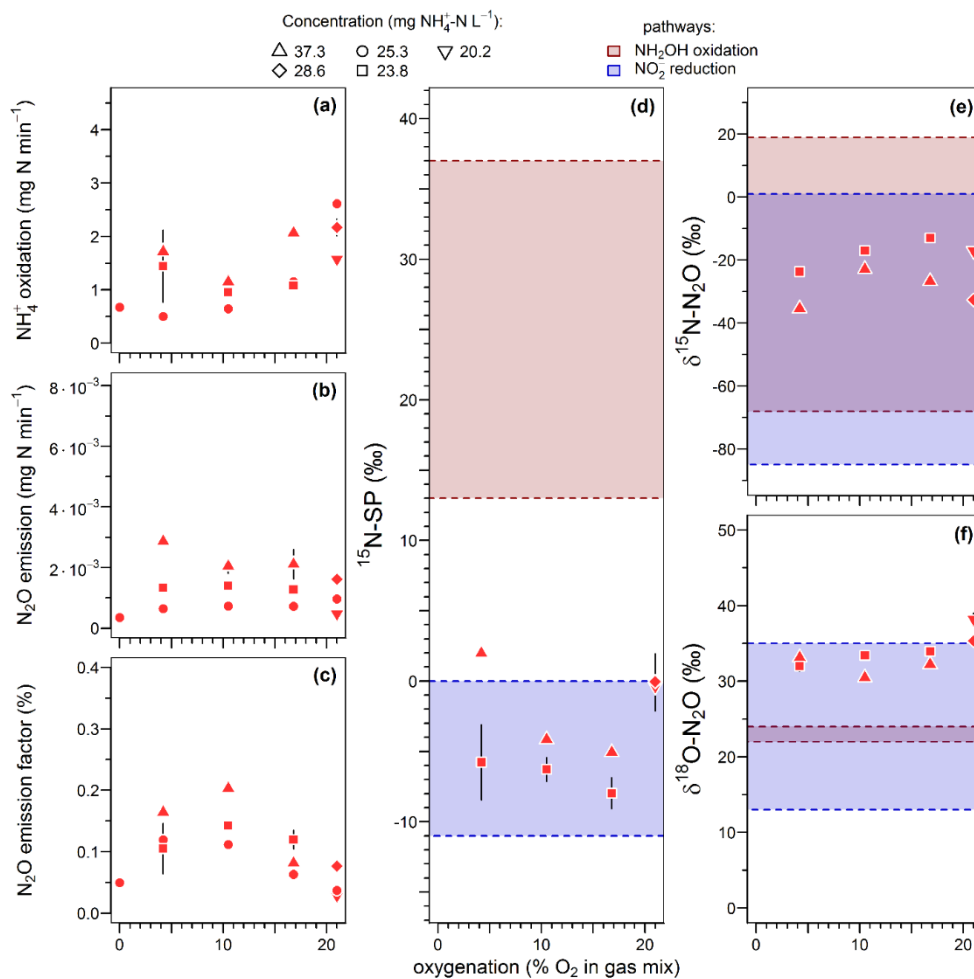 Concentration (mg NH₄⁺-N L⁻¹):
37.3 25.3 20.2
28.6 23.8
pathways:
NH₂OH oxidation
NO₂⁻ reduction
(a)
NH₄⁺ oxidation (mg N min⁻¹)
4
3
2
1
0
(b)
N₂O emission (mg N min⁻¹)
8·10⁻³
6·10⁻³
4·10⁻³
2·10⁻³
0
(c)
N₂O emission factor (%)
0.4
0.3
0.2
0.1
0.0
0 10 20
(d)
¹⁵N-SP (‰)
40
30
20
10
0
-10
0 10 20
oxygenation (% O₂ in gas mix)
(e)
δ¹⁵N-N₂O (‰)
20
0
-20
-40
-60
-80
(f)
δ¹⁸O-N₂O (‰)
50
40
30
20
10
0
0 10 20